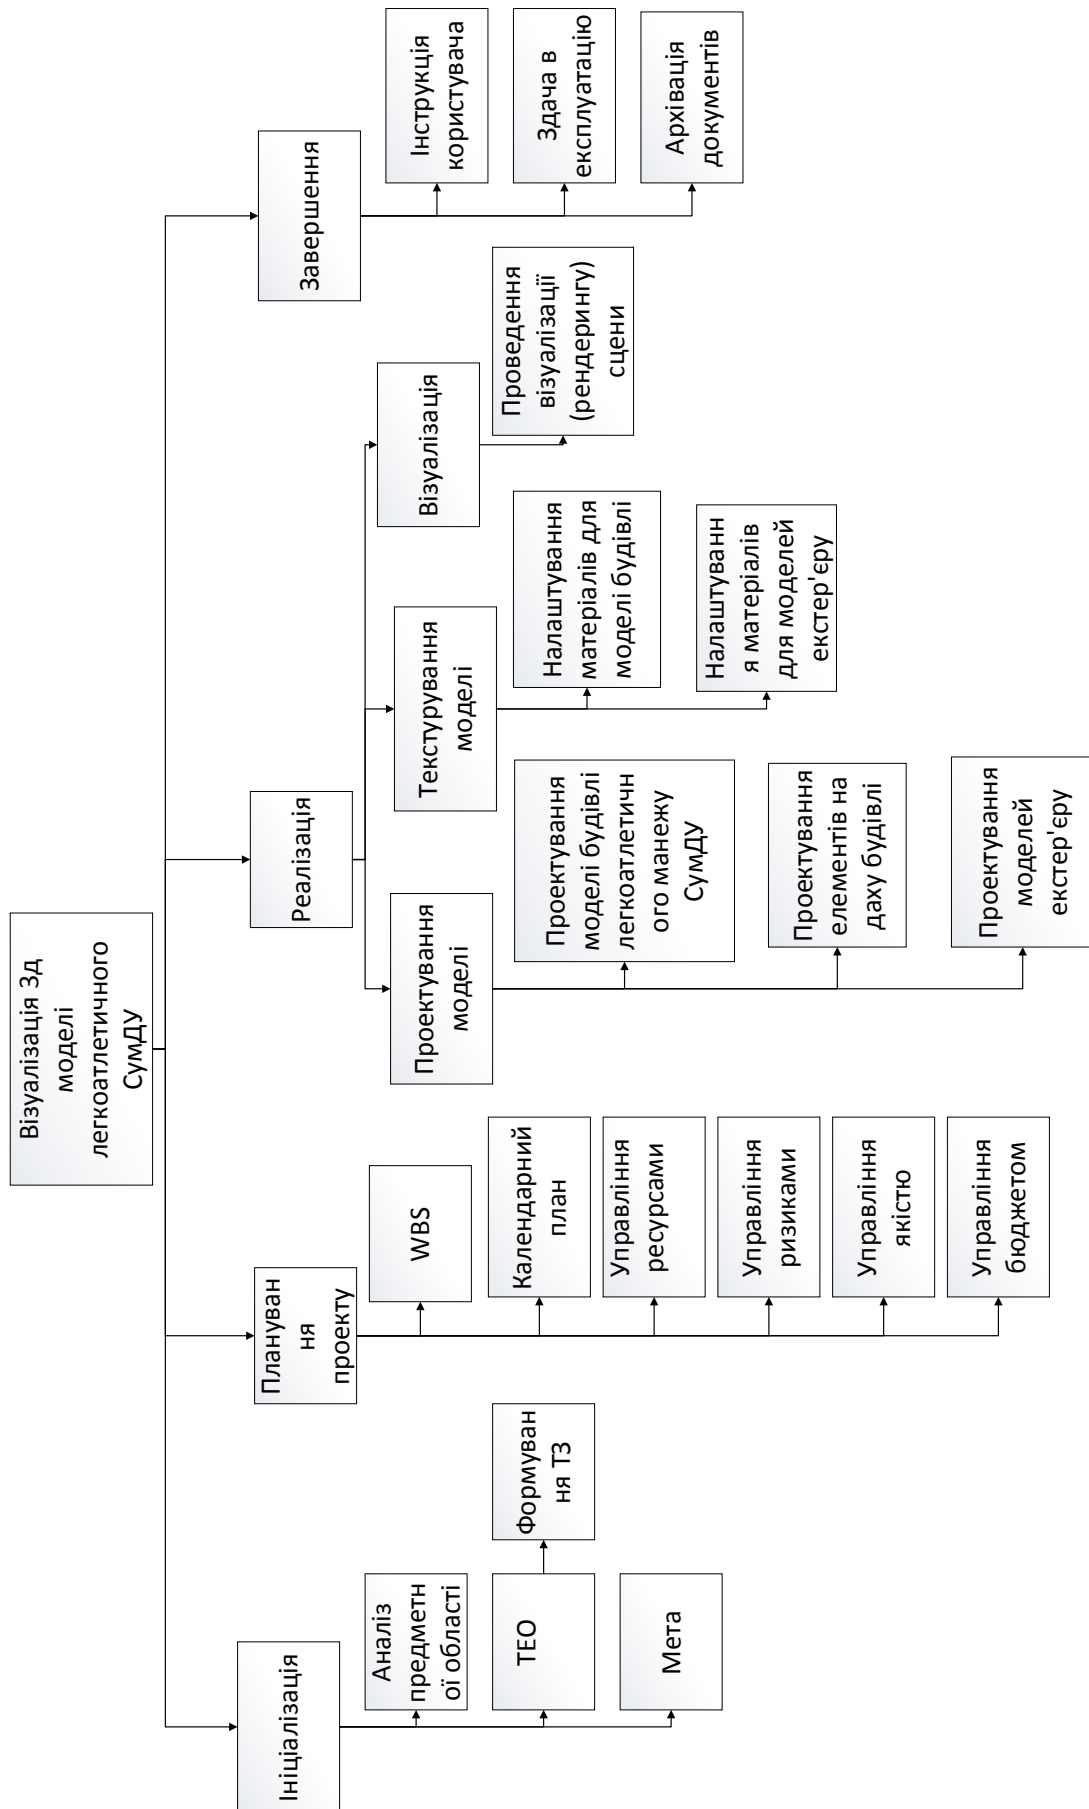 Візуалізація 3д
моделі
легкоатлетичного
СумДУ
Ініціалізація
Аналіз
предметн
ої області
ТЕО
Формуван
ня ТЗ
Мета
Плануван
ня
проекту
WBS
Календарний
план
Управління
ресурсами
Управління
ризиками
Управління
якістю
Управління
бюджетом
Реалізація
Проектування
моделі
Проектування
моделі будівлі
легкоатлетичн
ого манежу
СумДУ
Проектування
елементів на
даху будівлі
Проектування
моделей
екстер'єру
Текстурування
моделі
Налаштування
матеріалів для
моделі будівлі
Налаштуванн
я матеріалів
для моделей
екстер'єру
Візуалізація
Проведення
візуалізації
(рендерингу)
сцени
Завершення
Інструкція
користувача
Здача в
експлуатацію
Архівація
документів